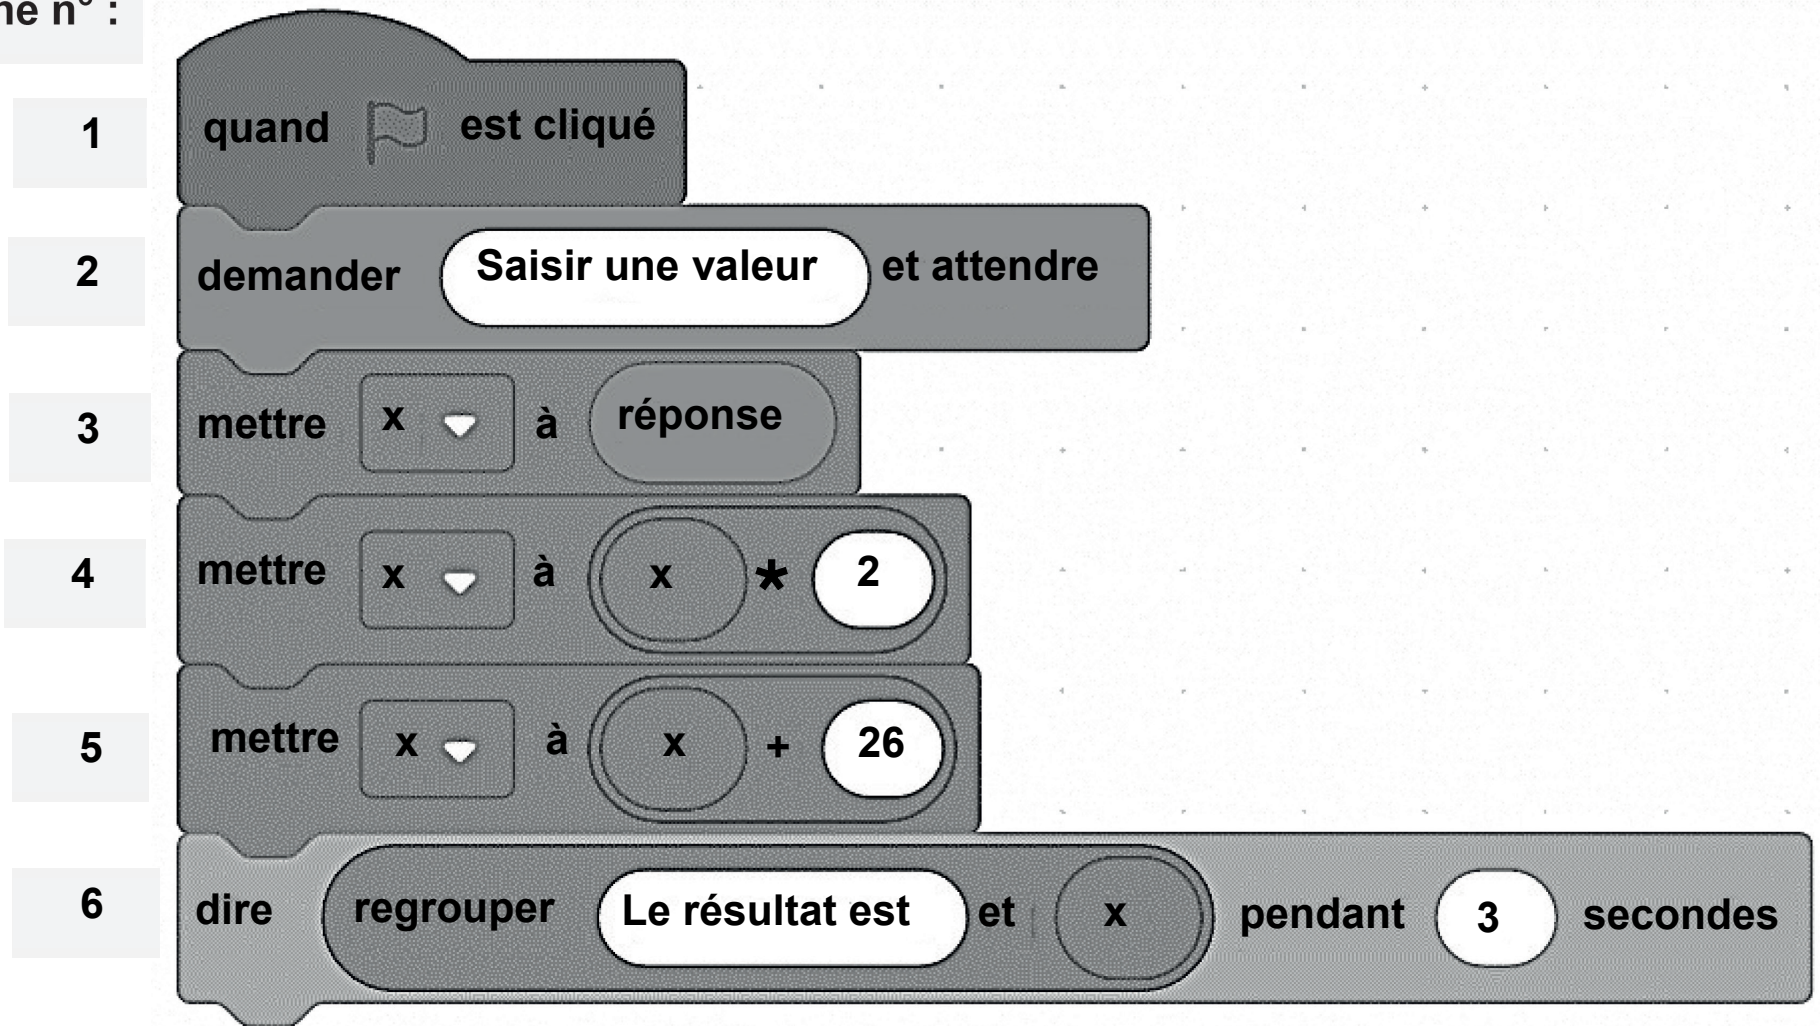 n° :
1 quand est cliqué
2 demander Saisir une valeur et attendre
3 mettre x à réponse
4 mettre x à x * 2
5 mettre x à x + 26
6 dire regrouper Le résultat est et x pendant 3 secondes